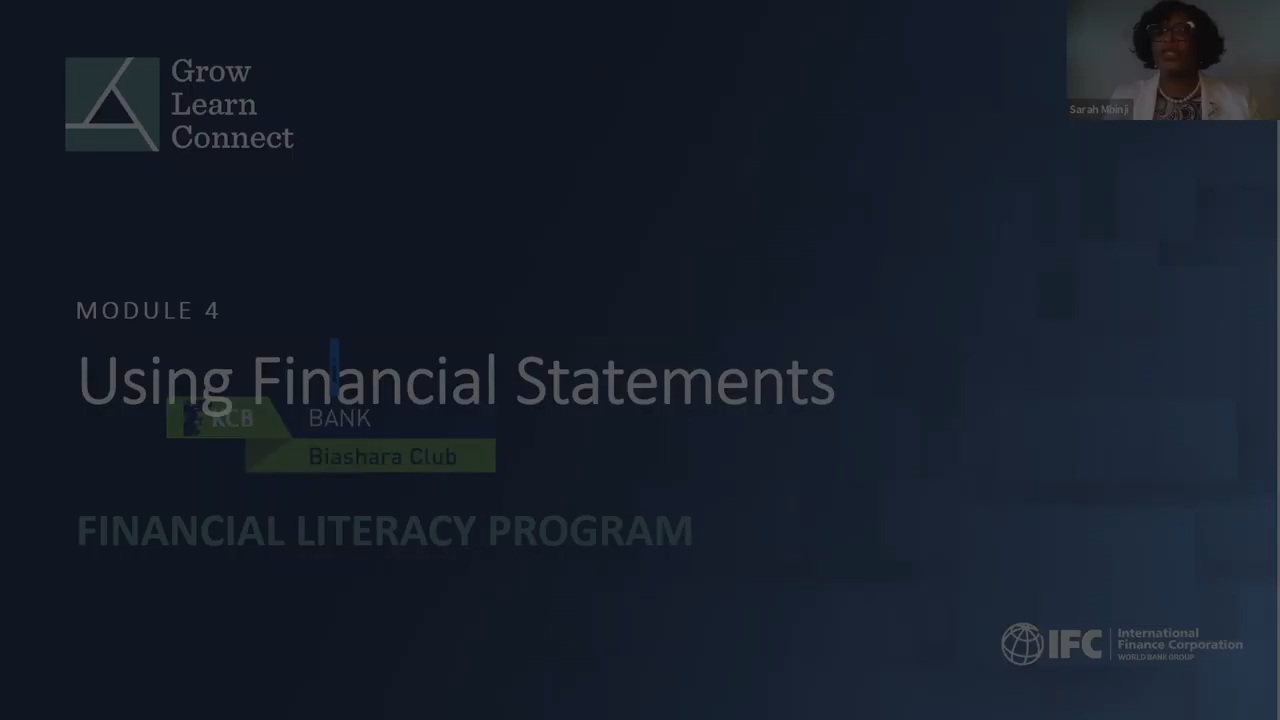 Grow
Learn
Connect
Sarah Mbinji
MODULE 4
Using Financial Statements
KCB BANK
Biashara Club
FINANCIAL LITERACY PROGRAM
IFC
International
Finance Corporation
WORLD BANK GROUP